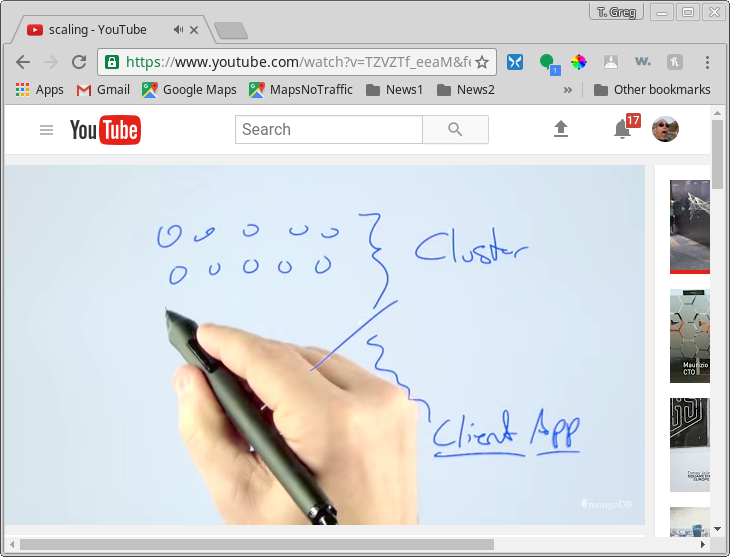 T. Greg
scaling - YouTube
https://www.youtube.com/watch?v=TZVZTf_eeaM&f
Apps Gmail Google Maps MapsNoTraffic News1 News2 » Other bookmarks
YouTube Search 17
1
w.
Cluster
Maurizio
CTO
Client App
mongoDB